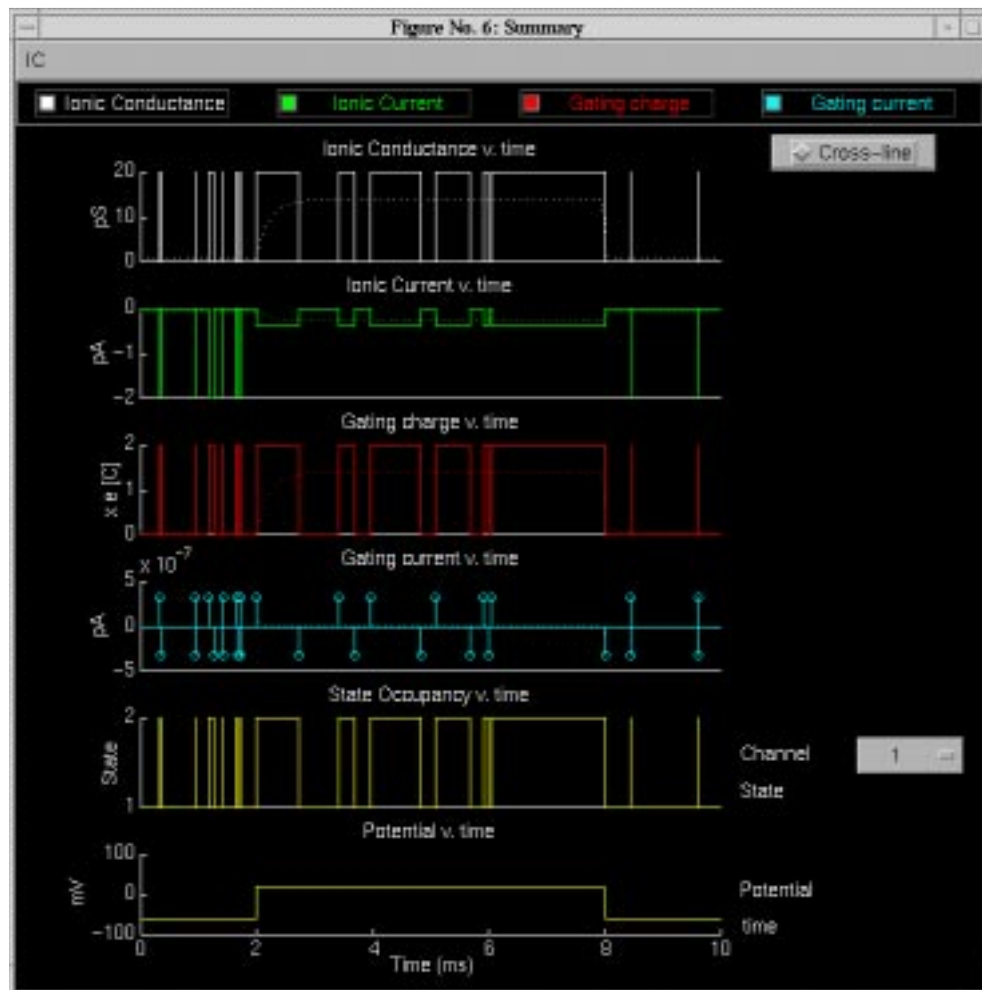 Figure No. 6: Summary
IC
Ionic Conductance Ionic Current Gating charge Gating current
Ionic Conductance v. time
Cross-line
20
10
0
pS
Ionic Current v. time
0
-1
-2
pA
Gating charge v. time
2
1
0
x e [C]
Gating current v. time
x 10^-7
5
0
-5
pA
State Occupancy v. time
2
1
State
Channel 1
State
Potential v. time
100
0
-100
mV
Potential
time
0 2 4 6 8 10
Time (ms)